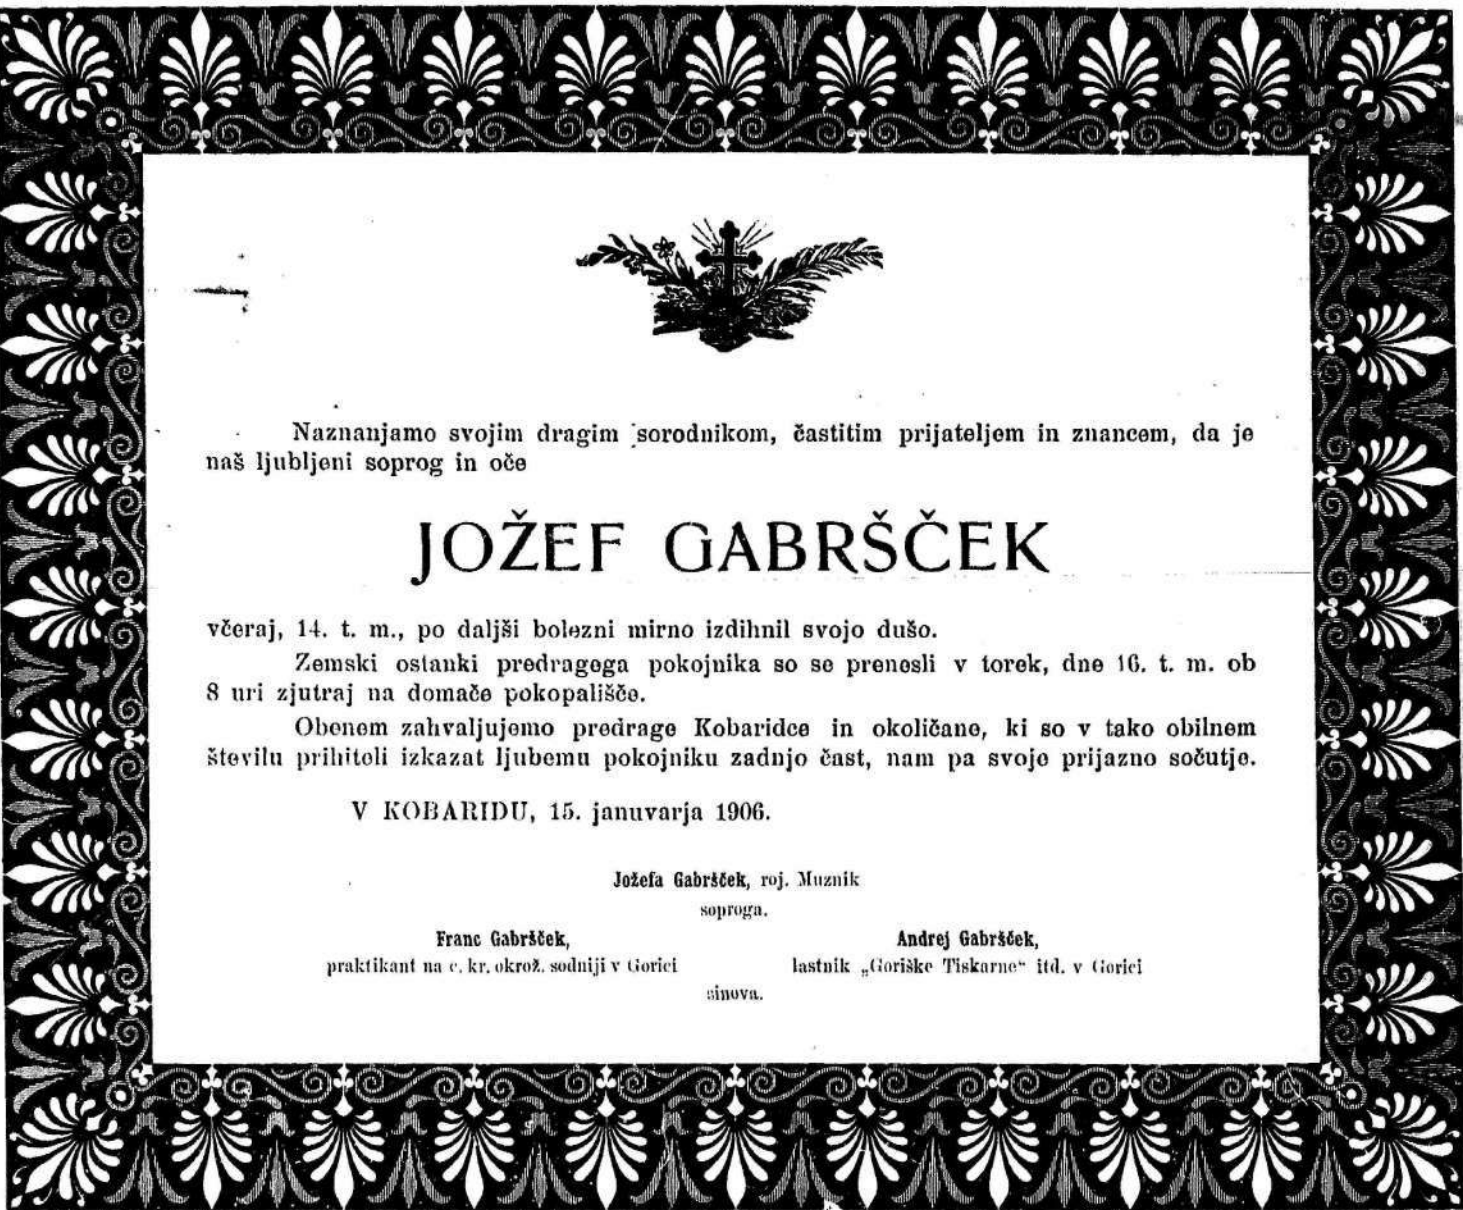 Naznanjamo svojim dragim sorodnikom, častitim prijateljem in znancem, da je
naš ljubljeni soprog in oče
JOŽEF GABRŠČEK
včeraj, 14. t. m., po daljši bolezni mirno izdihnil svojo dušo.
Zemski ostanki predragega pokojnika so se prenesli v torek, dne 16. t. m. ob
8 uri zjutraj na domače pokopališče.
Obenem zahvaljujemo predrage Kobaridce in okoličane, ki so v tako obilnem
številu prihiteli izkazat ljubemu pokojniku zadnjo čast, nam pa svoje prijazno sočutje.
V KOBARIDU, 15. januvarja 1906.
Jožefa Gabršček, roj. Muznik
soproga.
Franc Gabršček,
praktikant na c. kr. okrož. sodniji v Gorici
Andrej Gabršček,
lastnik „Goriške Tiskarne“ itd. v Gorici
sinova.